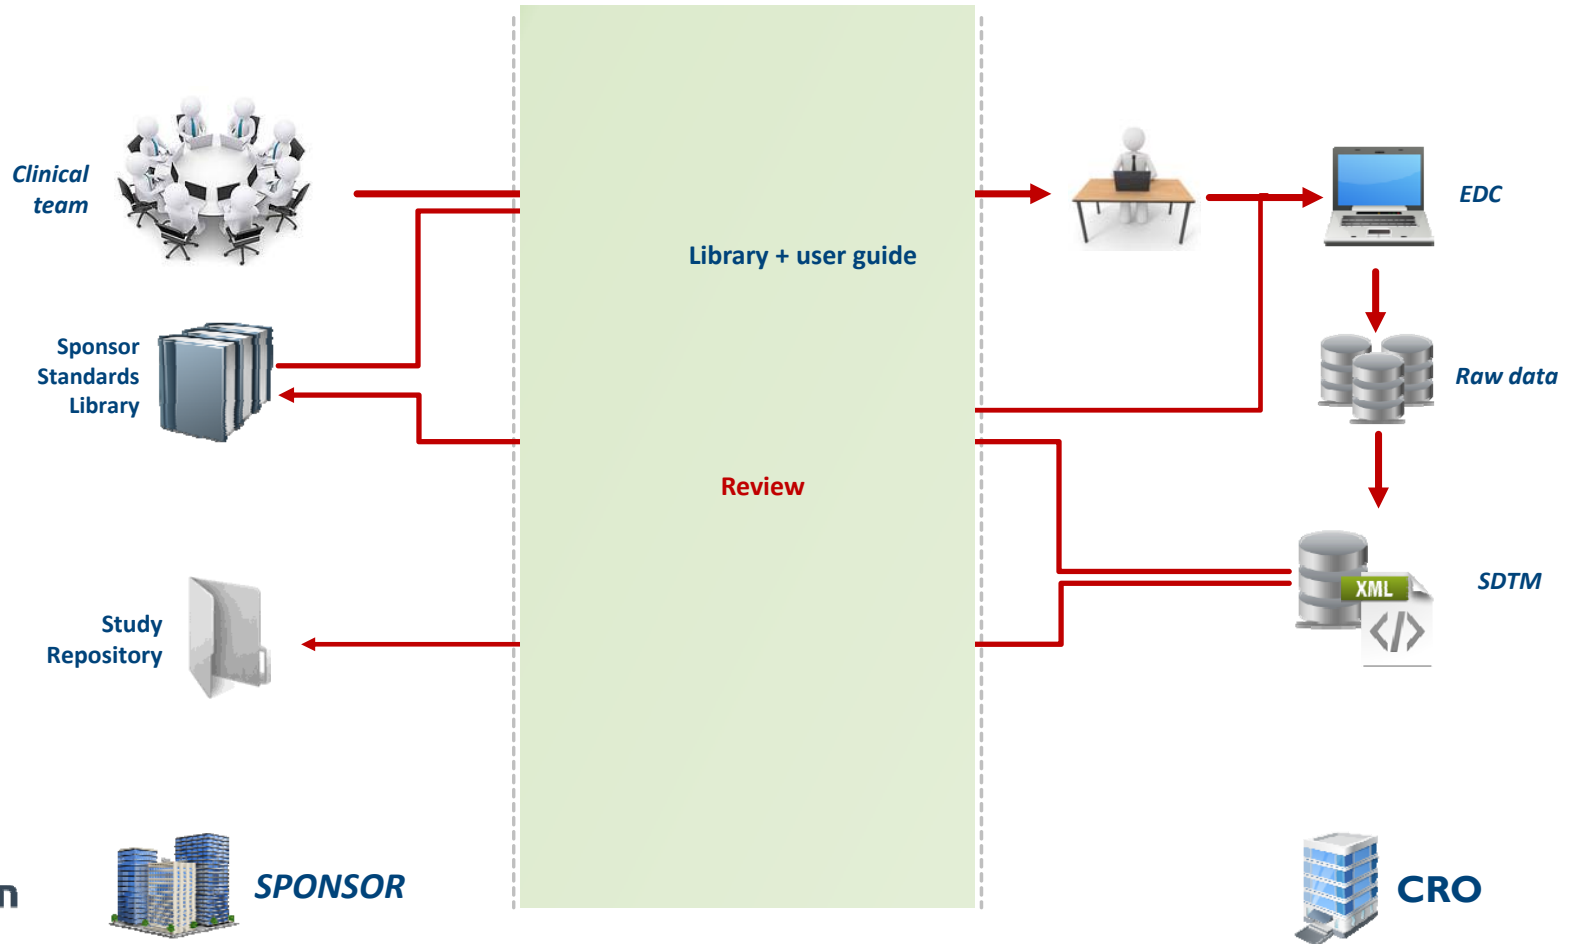 Clinical
team
EDC
Library + user guide
Sponsor
Standards
Library
Raw data
Review
XML
</>
SDTM
Study
Repository
SPONSOR
CRO
n